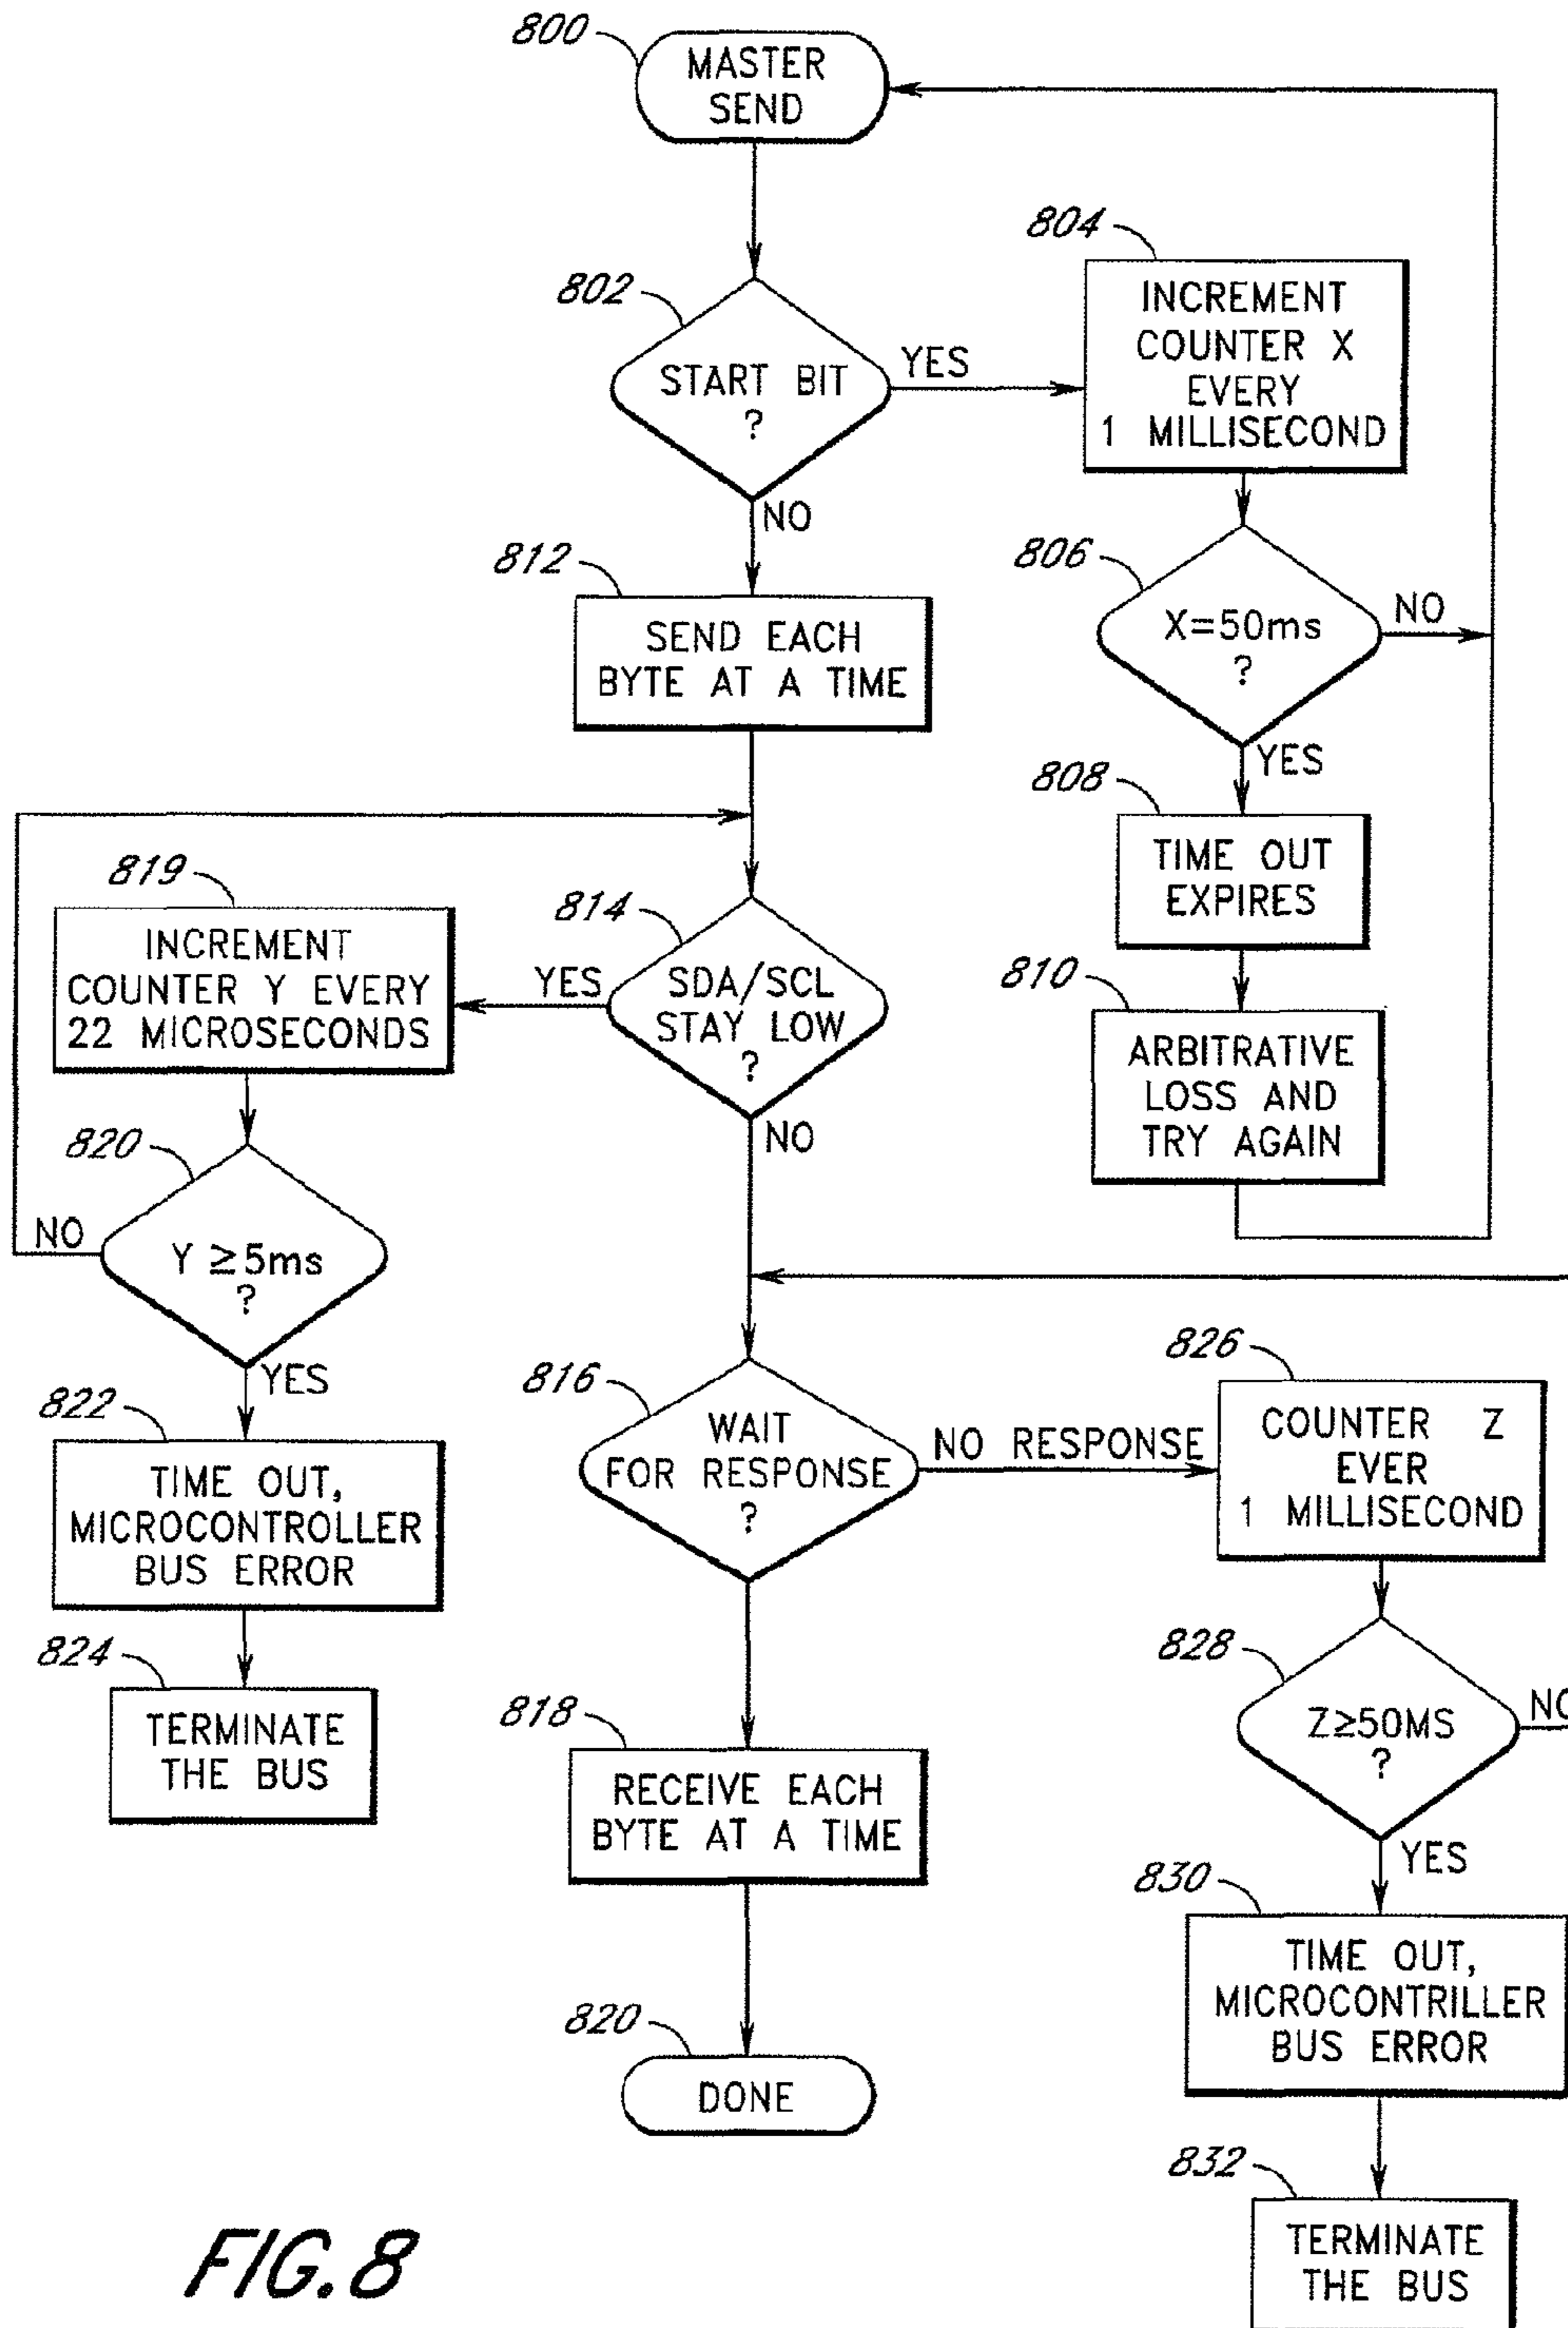 800
MASTER
SEND
802
START BIT
?
YES
NO
804
INCREMENT
COUNTER X
EVERY
1 MILLISECOND
806
X=50ms
?
NO
YES
808
TIME OUT
EXPIRES
810
ARBITRATIVE
LOSS AND
TRY AGAIN
812
SEND EACH
BYTE AT A TIME
814
SDA/SCL
STAY LOW
?
YES
NO
819
INCREMENT
COUNTER Y EVERY
22 MICROSECONDS
820
Y ≥5ms
?
NO
YES
822
TIME OUT,
MICROCONTROLLER
BUS ERROR
824
TERMINATE
THE BUS
816
WAIT
FOR RESPONSE
?
NO RESPONSE
826
COUNTER Z
EVER
1 MILLISECOND
828
Z≥50MS
?
NO
YES
830
TIME OUT,
MICROCONTRILLER
BUS ERROR
832
TERMINATE
THE BUS
818
RECEIVE EACH
BYTE AT A TIME
820
DONE
FIG. 8